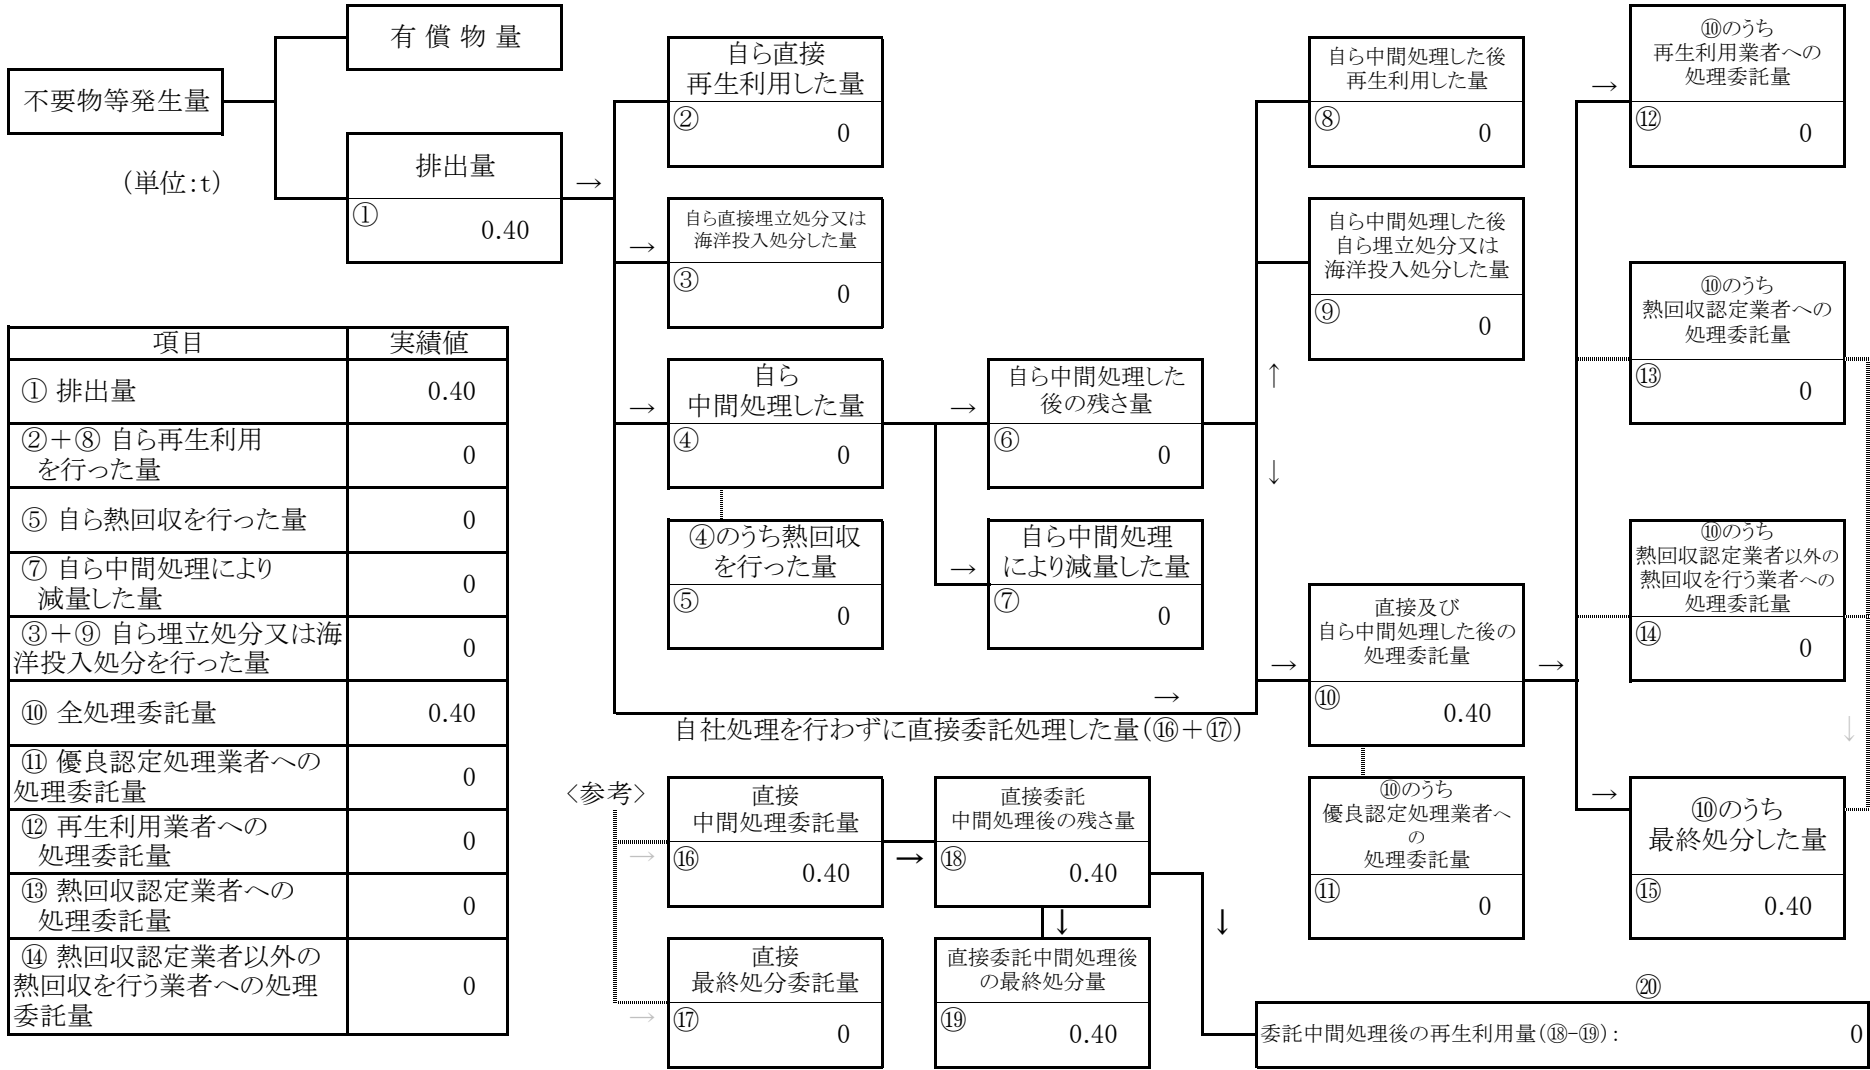 有 償 物 量
不要物等発生量
(単位:t)
排出量
①
0.40
→
自ら直接
再生利用した量
②
0
→
自ら直接埋立処分又は
海洋投入処分した量
③
0
→
自ら
中間処理した量
④
0
④のうち熱回収
を行った量
⑤
0
→
自ら中間処理した
後の残さ量
⑥
0
→
自ら中間処理
により減量した量
⑦
0
自ら中間処理した後
再生利用した量
⑧
0
自ら中間処理した後
自ら埋立処分又は
海洋投入処分した量
⑨
0
↑
↓
→
自社処理を行わずに直接委託処理した量(⑯+⑰)
→
直接及び
自ら中間処理した後の
処理委託量
⑩
0.40
⑩のうち
優良認定処理業者へ
の
処理委託量
⑪
0
→
→
⑩のうち
再生利用業者への
処理委託量
⑫
0
⑩のうち
熱回収認定業者への
処理委託量
⑬
0
⑩のうち
熱回収認定業者以外の
熱回収を行う業者への
処理委託量
⑭
0
↓
→
⑩のうち
最終処分した量
⑮
0.40
項目 実績値
① 排出量 0.40
②+⑧ 自ら再生利用
を行った量 0
⑤ 自ら熱回収を行った量 0
⑦ 自ら中間処理により
減量した量 0
③+⑨ 自ら埋立処分又は海
洋投入処分を行った量 0
⑩ 全処理委託量 0.40
⑪ 優良認定処理業者への
処理委託量 0
⑫ 再生利用業者への
処理委託量 0
⑬ 熱回収認定業者への
処理委託量 0
⑭ 熱回収認定業者以外の
熱回収を行う業者への処理
委託量 0
<参考>
→
直接
中間処理委託量
⑯
0.40
→
直接
最終処分委託量
⑰
0
→
直接委託
中間処理後の残さ量
⑱
0.40
↓
直接委託中間処理後
の最終処分量
⑲
0.40
↓
⑳
委託中間処理後の再生利用量(⑱-⑲): 0